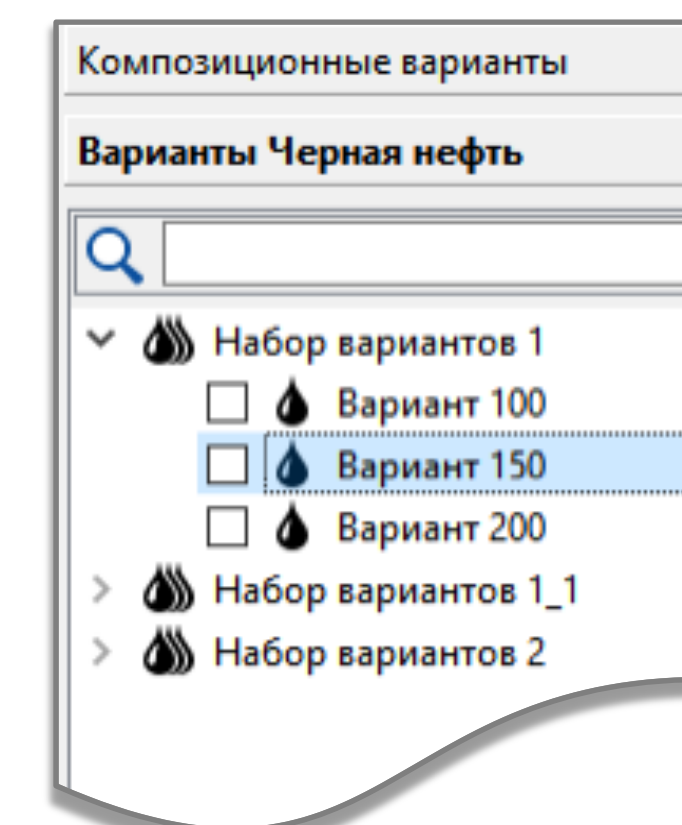 Композиционные варианты
Варианты Черная нефть
Набор вариантов 1
Вариант 100
Вариант 150
Вариант 200
Набор вариантов 1_1
Набор вариантов 2